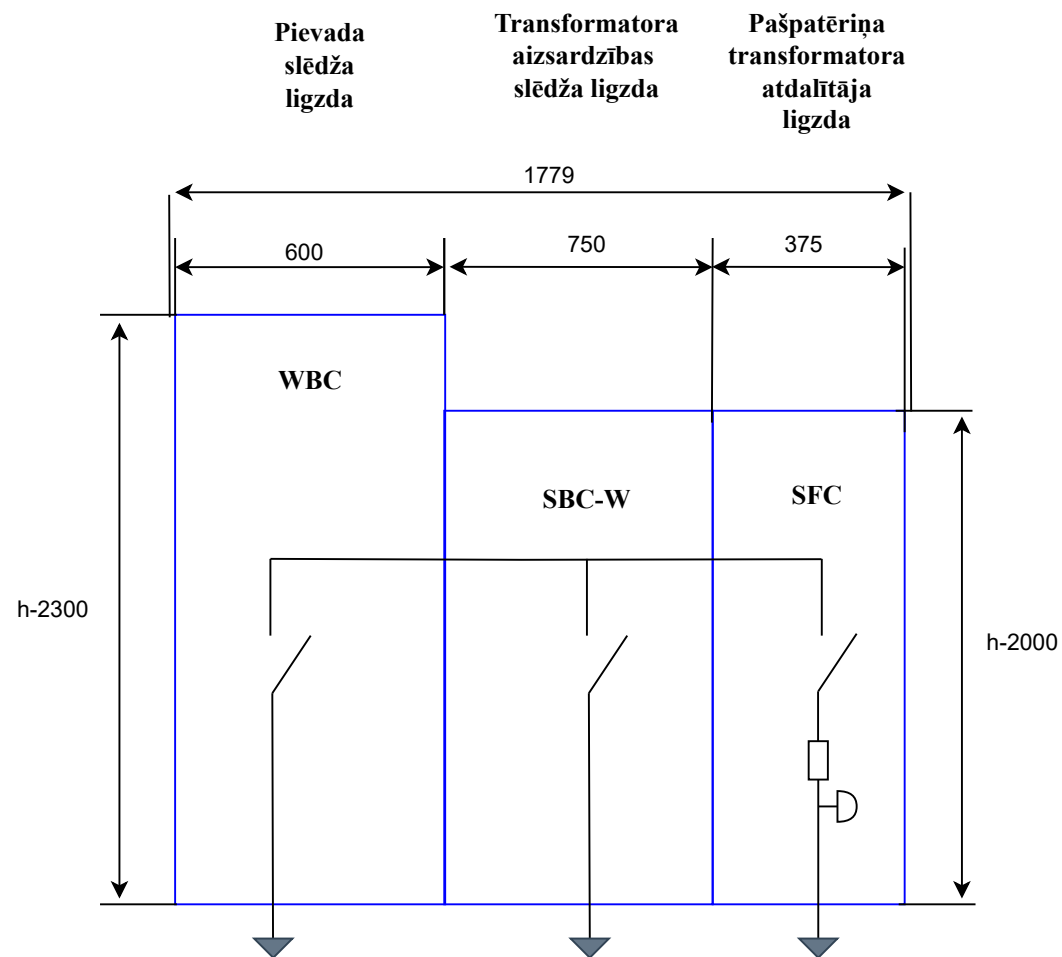 Pievada
slēdža
ligzda
Transformatora
aizsardzības
slēdža ligzda
Pašpatēriņa
transformatora
atdalītāja
ligzda
1779
600
750
375
WBC
SBC-W
SFC
h-2300
h-2000